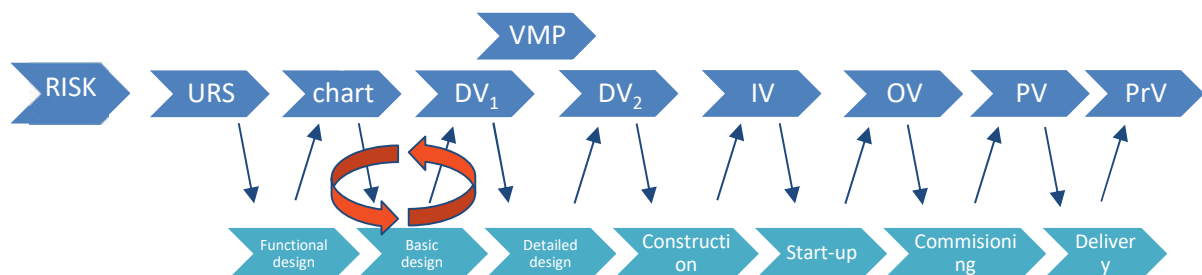 VMP
RISK
URS
chart
DV₁
DV₂
IV
OV
PV
PrV
Functional
design
Basic
design
Detailed
design
Constructi
on
Start-up
Commisioni
ng
Deliver
y